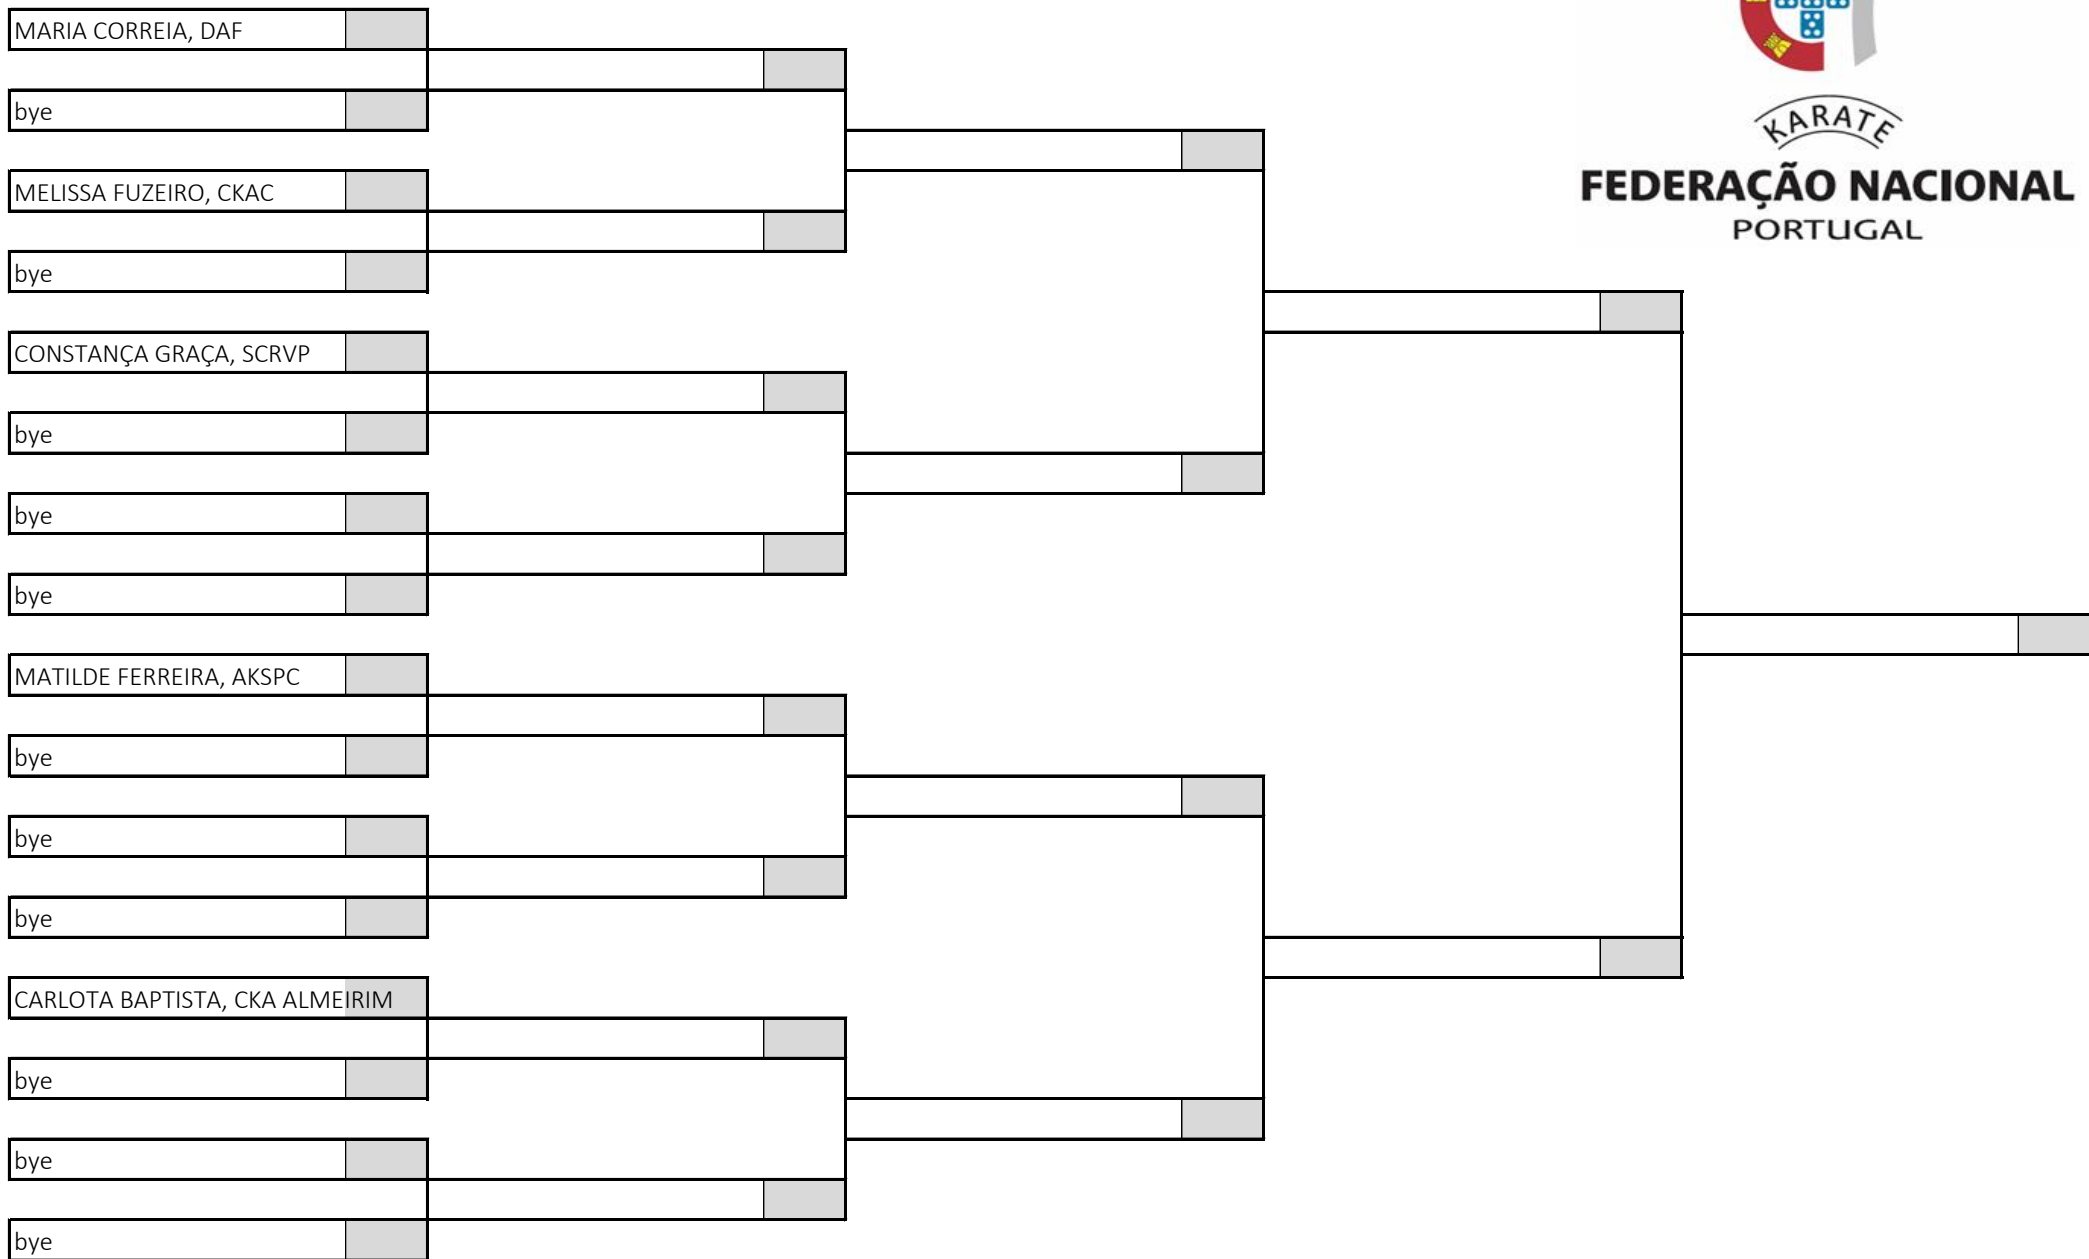 MARIA CORREIA, DAF
bye
KARATE
FEDERAÇÃO NACIONAL
PORTUGAL
MELISSA FUZEIRO, CKAC
bye
CONSTANÇA GRAÇA, SCRVP
bye
bye
bye
MATILDE FERREIRA, AKSPC
bye
bye
bye
CARLOTA BAPTISTA, CKA ALMEIRIM
bye
bye
bye